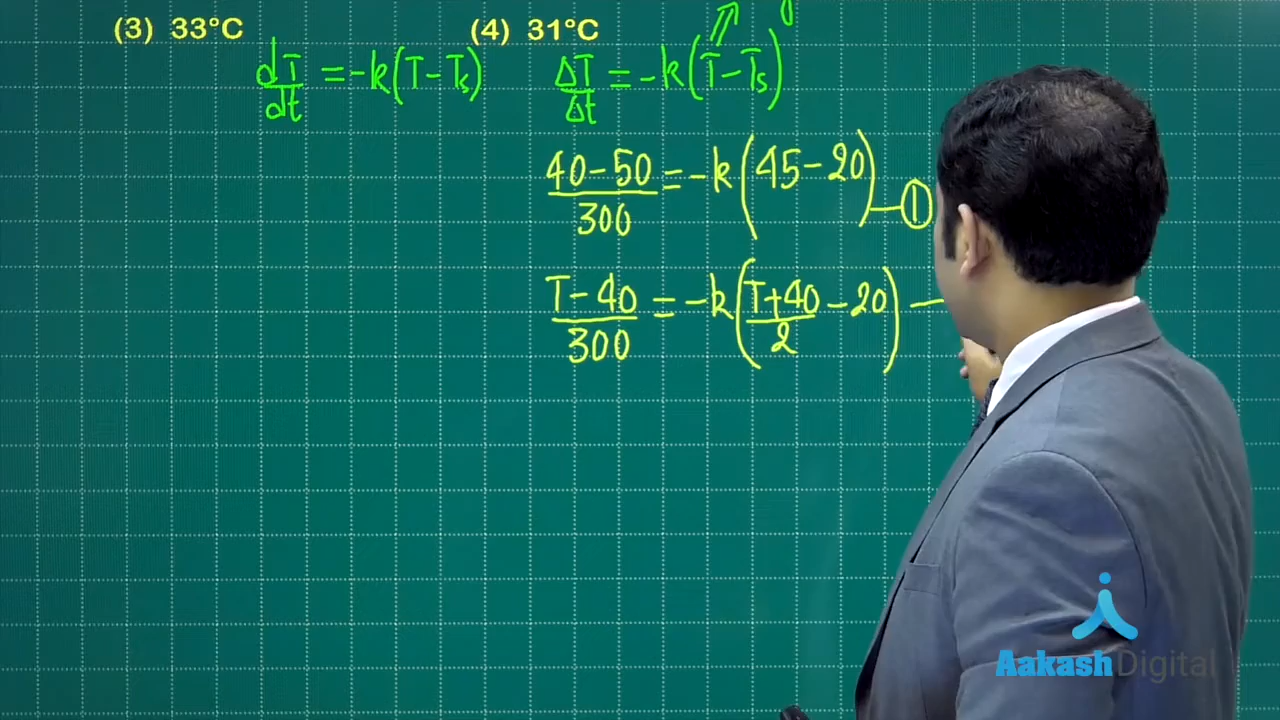 (3) 33°C (4) 31°C
dT/dt = -k(T - Ts) ΔT/Δt = -k(T - Ts)
40 - 50/300 = -k(45 - 20) — ①
T - 40/300 = -k(T + 40/2 - 20) —
Aakash Digital